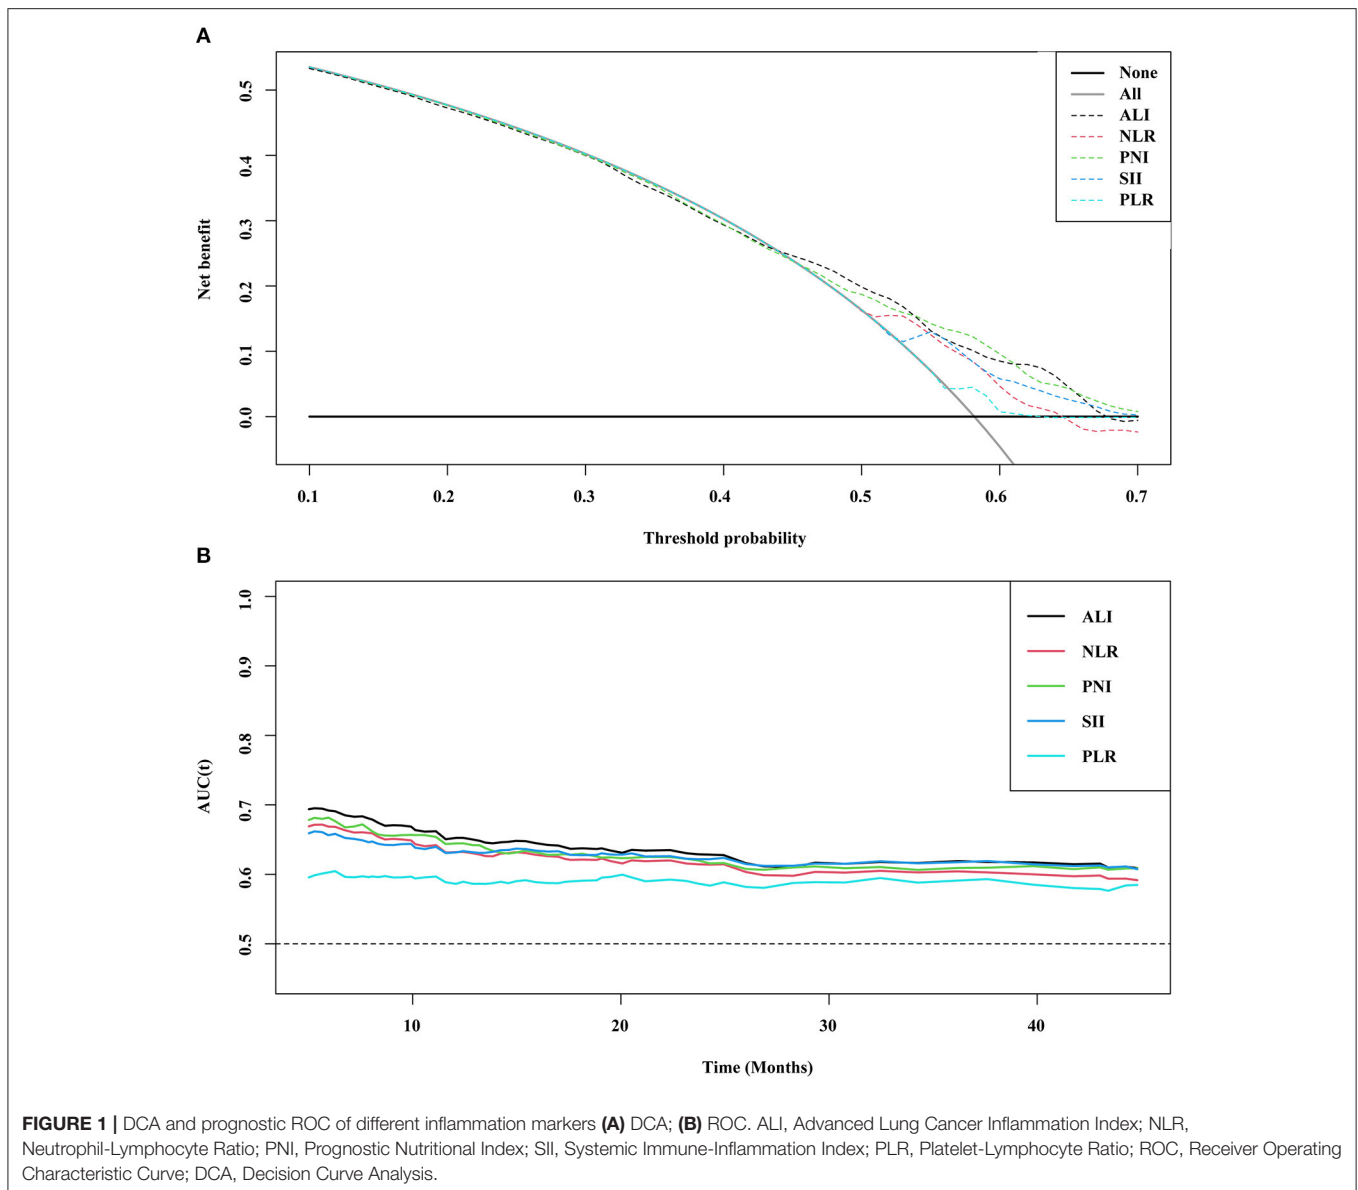 A
None
All
ALI
NLR
PNI
SII
PLR
Net benefit
0.5
0.4
0.3
0.2
0.1
0.0
0.1 0.2 0.3 0.4 0.5 0.6 0.7
Threshold probability
B
ALI
NLR
PNI
SII
PLR
AUC(t)
1.0
0.9
0.8
0.7
0.6
0.5
10 20 30 40
Time (Months)
FIGURE 1 | DCA and prognostic ROC of different inflammation markers (A) DCA; (B) ROC. ALI, Advanced Lung Cancer Inflammation Index; NLR,
Neutrophil-Lymphocyte Ratio; PNI, Prognostic Nutritional Index; SII, Systemic Immune-Inflammation Index; PLR, Platelet-Lymphocyte Ratio; ROC, Receiver Operating
Characteristic Curve; DCA, Decision Curve Analysis.